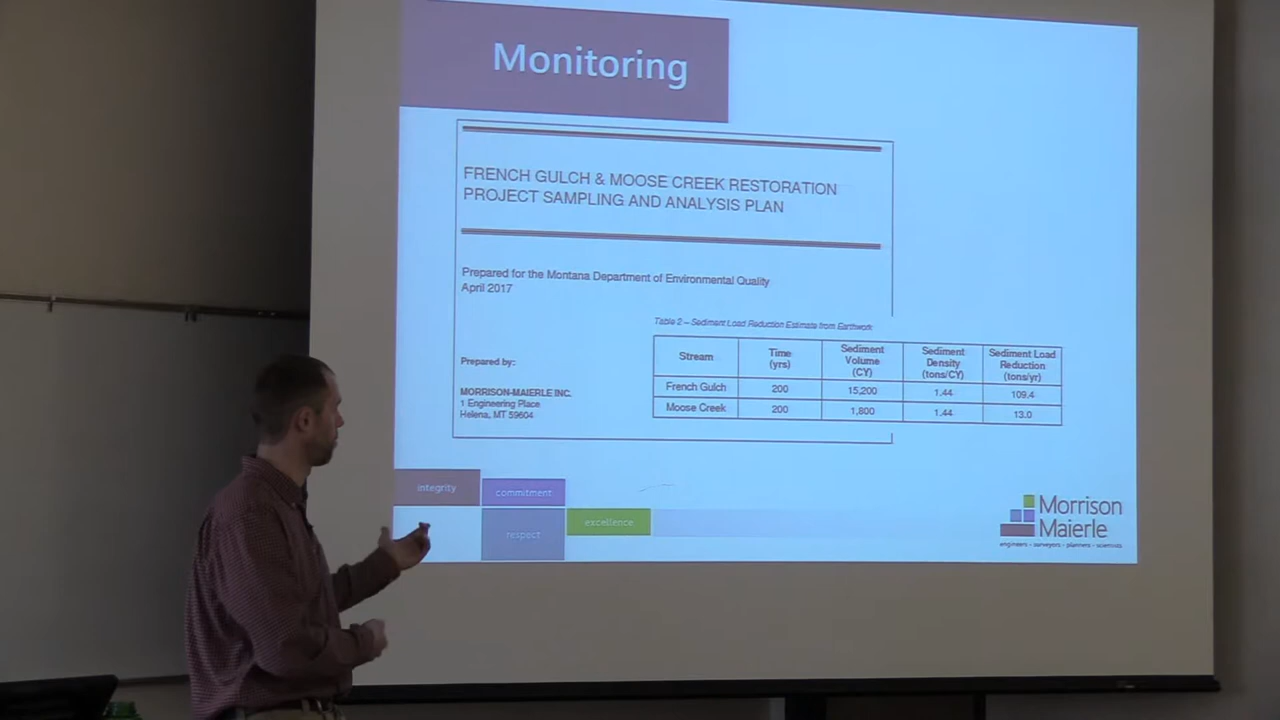 Monitoring
FRENCH GULCH & MOOSE CREEK RESTORATION
PROJECT SAMPLING AND ANALYSIS PLAN
Prepared for the Montana Department of Environmental Quality
April 2017
Table 2 – Sediment Load Reduction Estimate from Earthwork
Stream Time (yrs) Sediment Volume (CY) Sediment Density (tons/CY) Sediment Load Reduction (tons/yr)
French Gulch 200 15,200 1.44 109.4
Moose Creek 200 1,800 1.44 13.0
Prepared by:
MORRISON-MAIERLE INC.
1 Engineering Place
Helena, MT 59604
integrity
commitment
respect
excellence
Morrison
Maierle
engineers - surveyors - planners - scientists